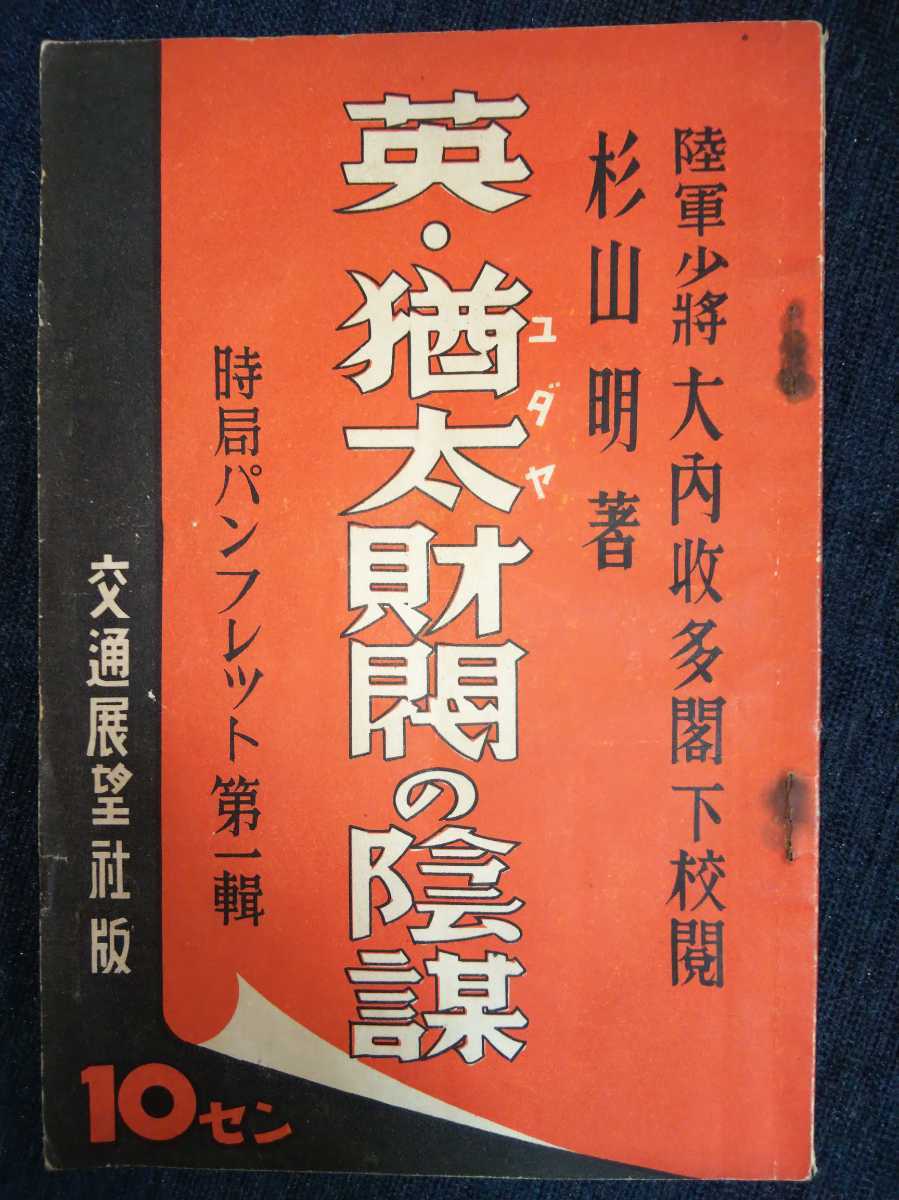 陸軍少將 大內收多閣下校閱
杉山明著
英・猶太財閥の陰謀
ユダヤ
時局パンフレット第一輯
交通展望社版
10セン